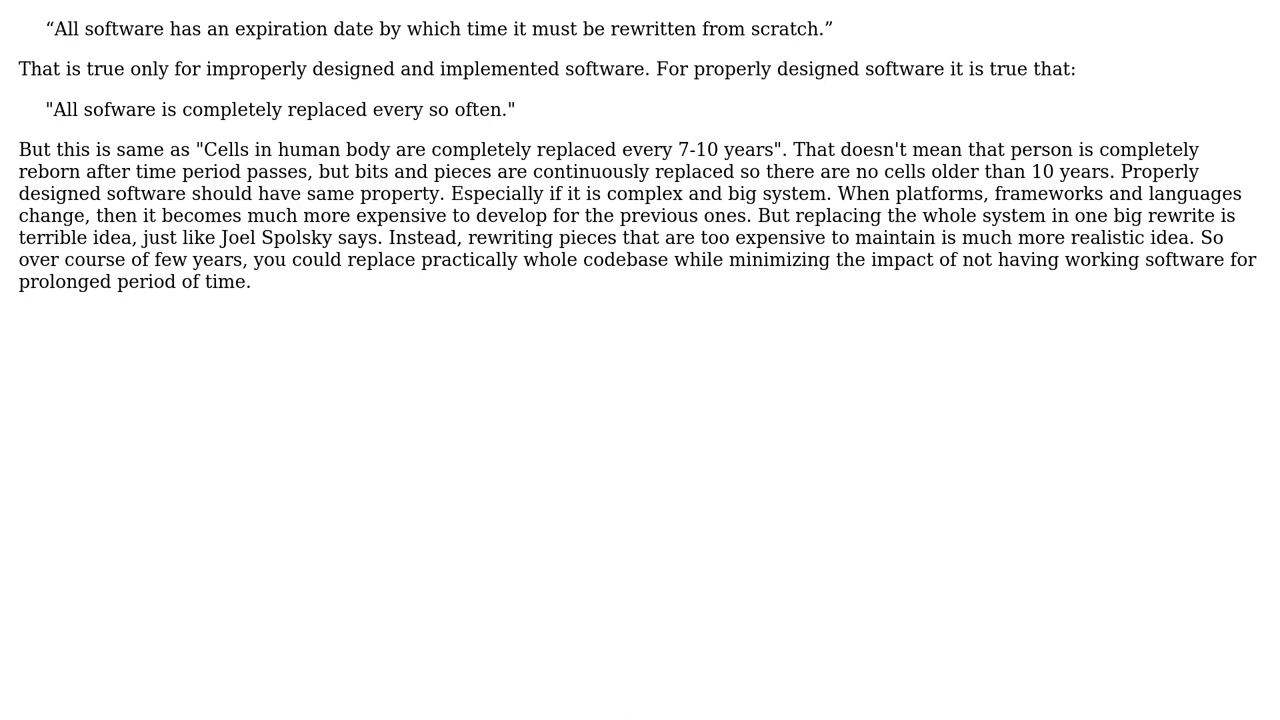 “All software has an expiration date by which time it must be rewritten from scratch.”
That is true only for improperly designed and implemented software. For properly designed software it is true that:
"All sofware is completely replaced every so often."
But this is same as "Cells in human body are completely replaced every 7-10 years". That doesn't mean that person is completely
reborn after time period passes, but bits and pieces are continuously replaced so there are no cells older than 10 years. Properly
designed software should have same property. Especially if it is complex and big system. When platforms, frameworks and languages
change, then it becomes much more expensive to develop for the previous ones. But replacing the whole system in one big rewrite is
terrible idea, just like Joel Spolsky says. Instead, rewriting pieces that are too expensive to maintain is much more realistic idea. So
over course of few years, you could replace practically whole codebase while minimizing the impact of not having working software for
prolonged period of time.